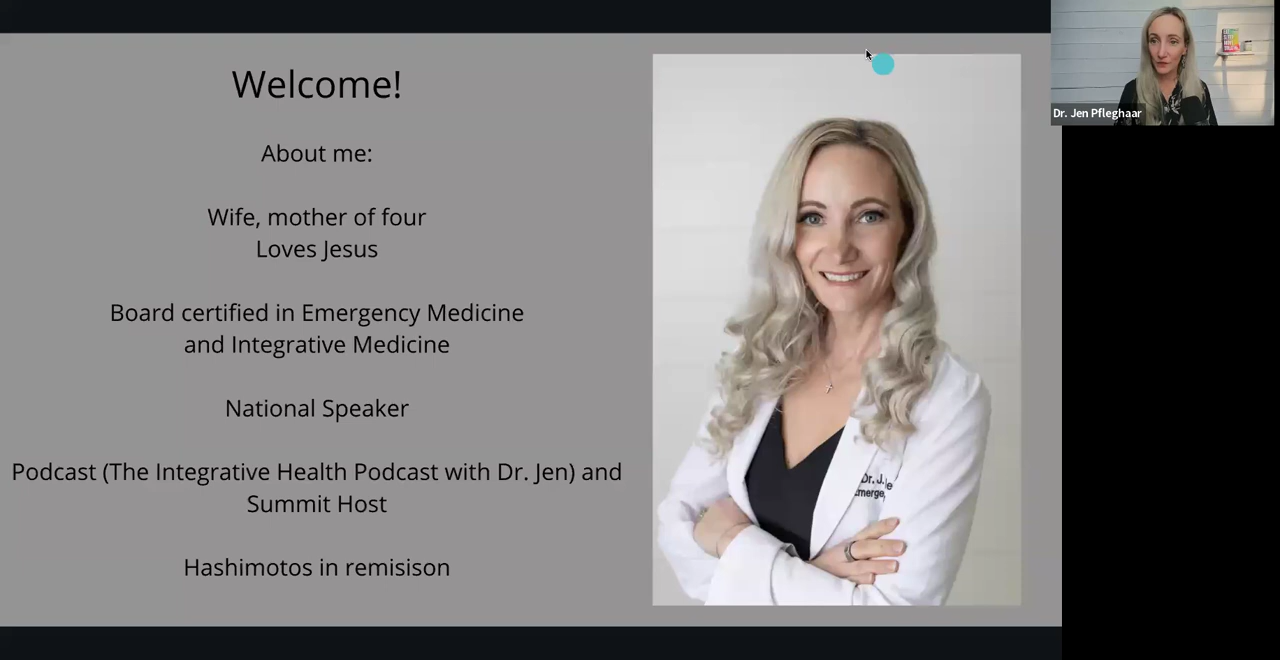 Welcome!
About me:
Wife, mother of four
Loves Jesus
Board certified in Emergency Medicine
and Integrative Medicine
National Speaker
Podcast (The Integrative Health Podcast with Dr. Jen) and
Summit Host
Hashimotos in remisison
Dr. J.
Dr. Jen Pfleghaar